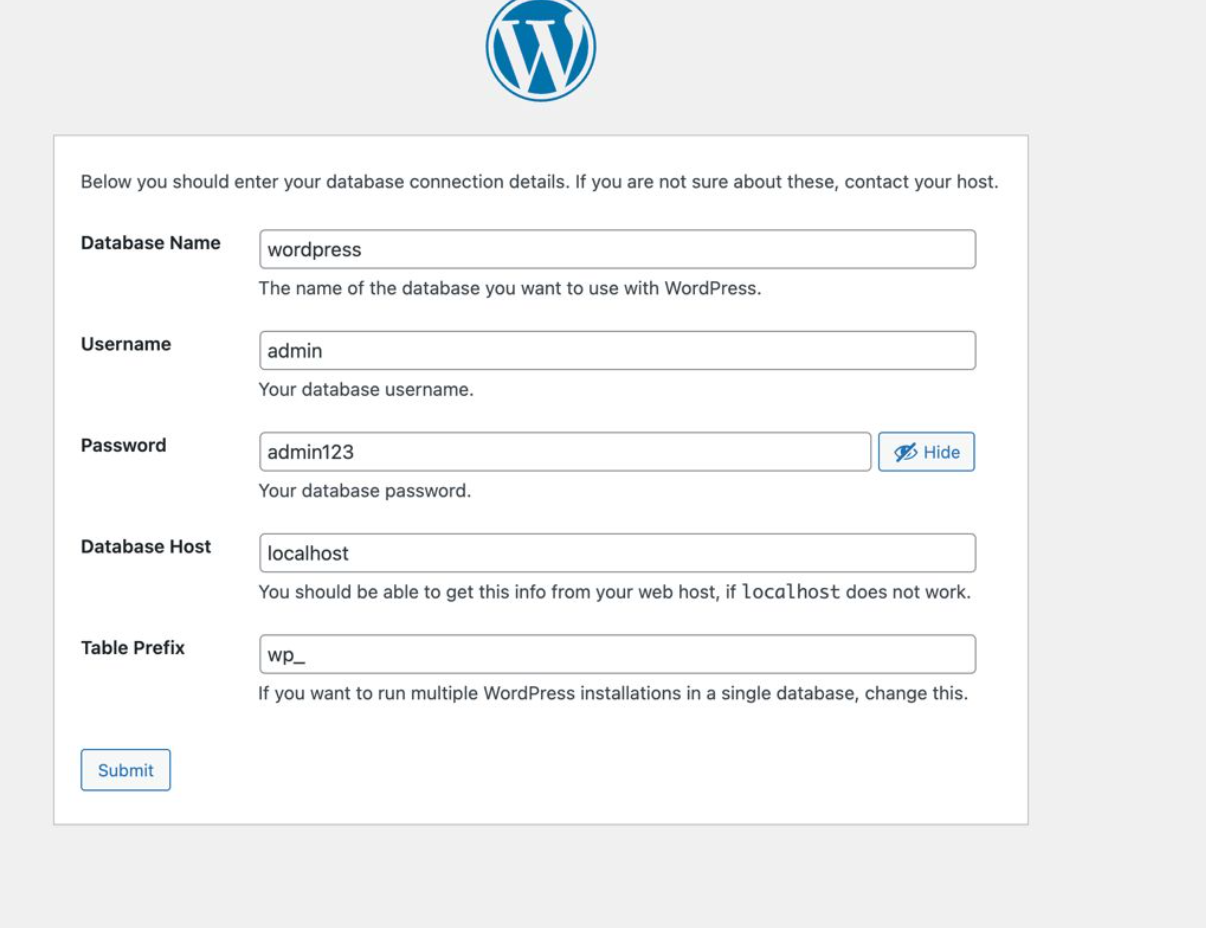 Below you should enter your database connection details. If you are not sure about these, contact your host.
Database Name
wordpress
The name of the database you want to use with WordPress.
Username
admin
Your database username.
Password
admin123
Hide
Your database password.
Database Host
localhost
You should be able to get this info from your web host, if localhost does not work.
Table Prefix
wp_
If you want to run multiple WordPress installations in a single database, change this.
Submit